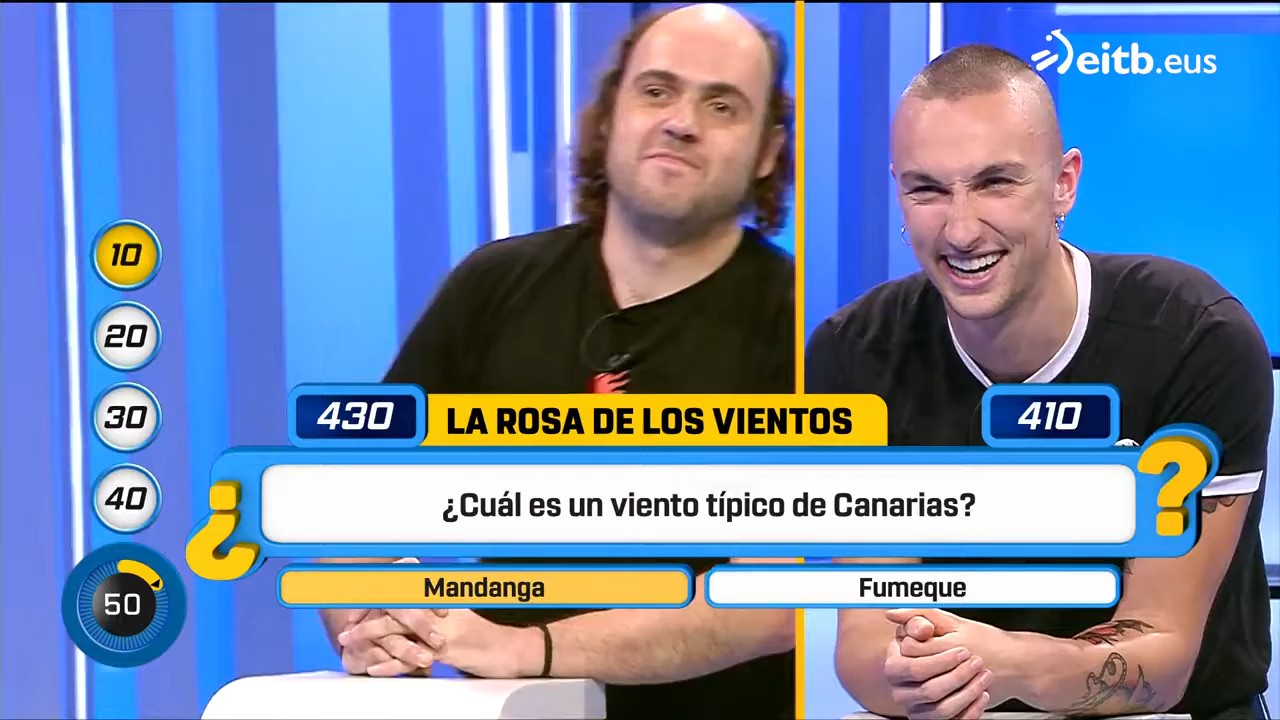 eitb.eus
10
20
30
40
50
430
LA ROSA DE LOS VIENTOS
410
¿Cuál es un viento típico de Canarias?
Mandanga
Fumeque